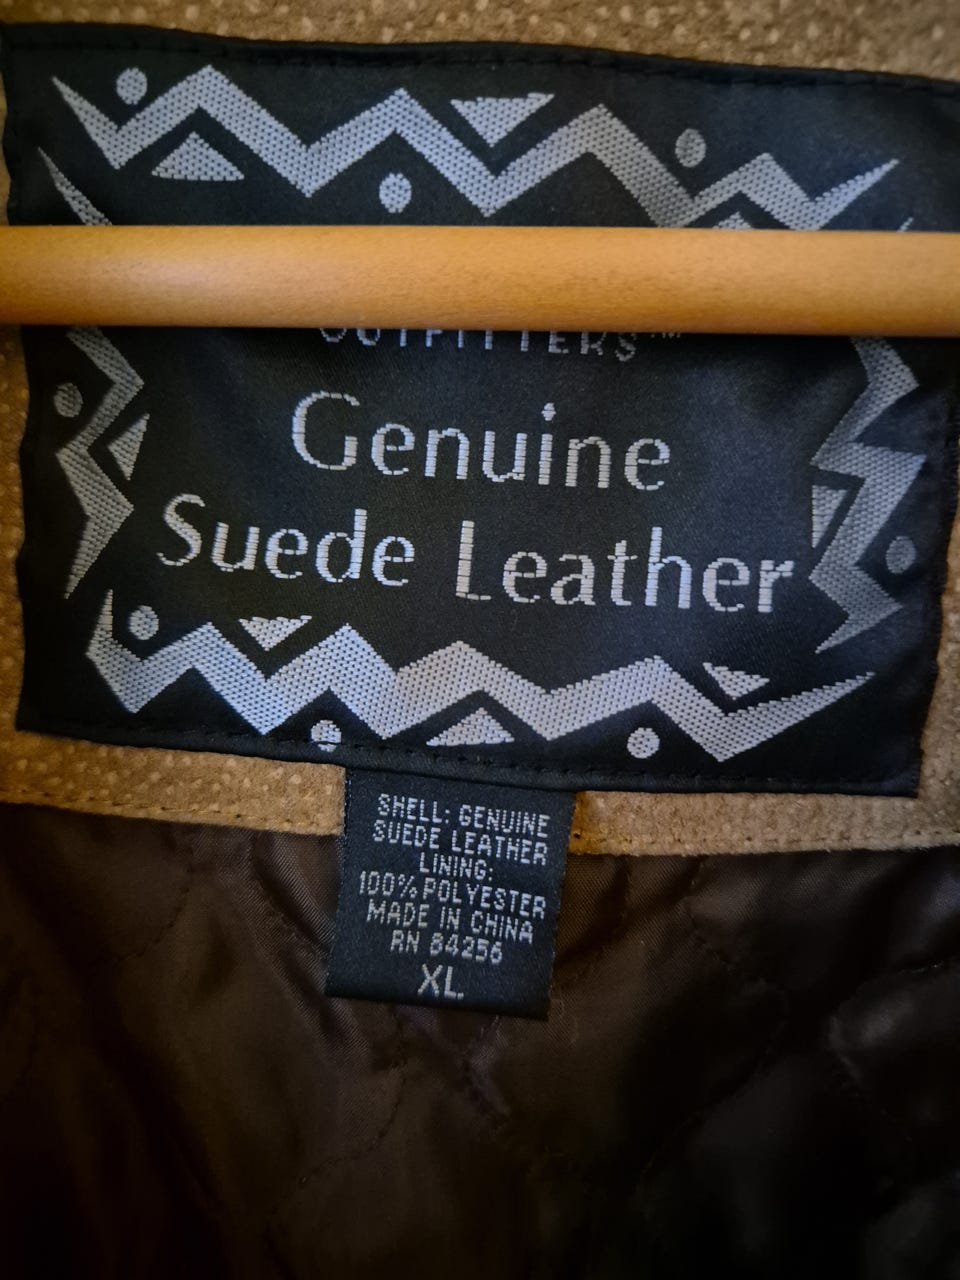 OUTFITTERS™
Genuine
Suede Leather
SHELL: GENUINE
SUEDE LEATHER
LINING:
100% POLYESTER
MADE IN CHINA
RN 84256
XL